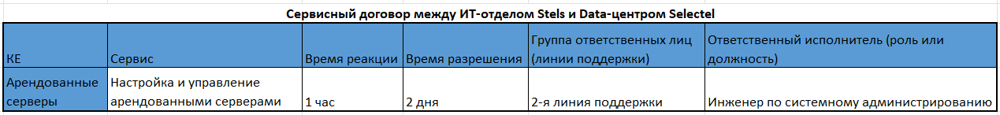 Сервисный договор между ИТ-отделом Stels и Data-центром Selectel
КЕ
Сервис
Время реакции
Время разрешения
Группа ответственных лиц
(линии поддержки)
Ответственный исполнитель (роль или
должность)
Арендованные
серверы
Настройка и управление
арендованными серверами
1 час
2 дня
2-я линия поддержки
Инженер по системному администрированию